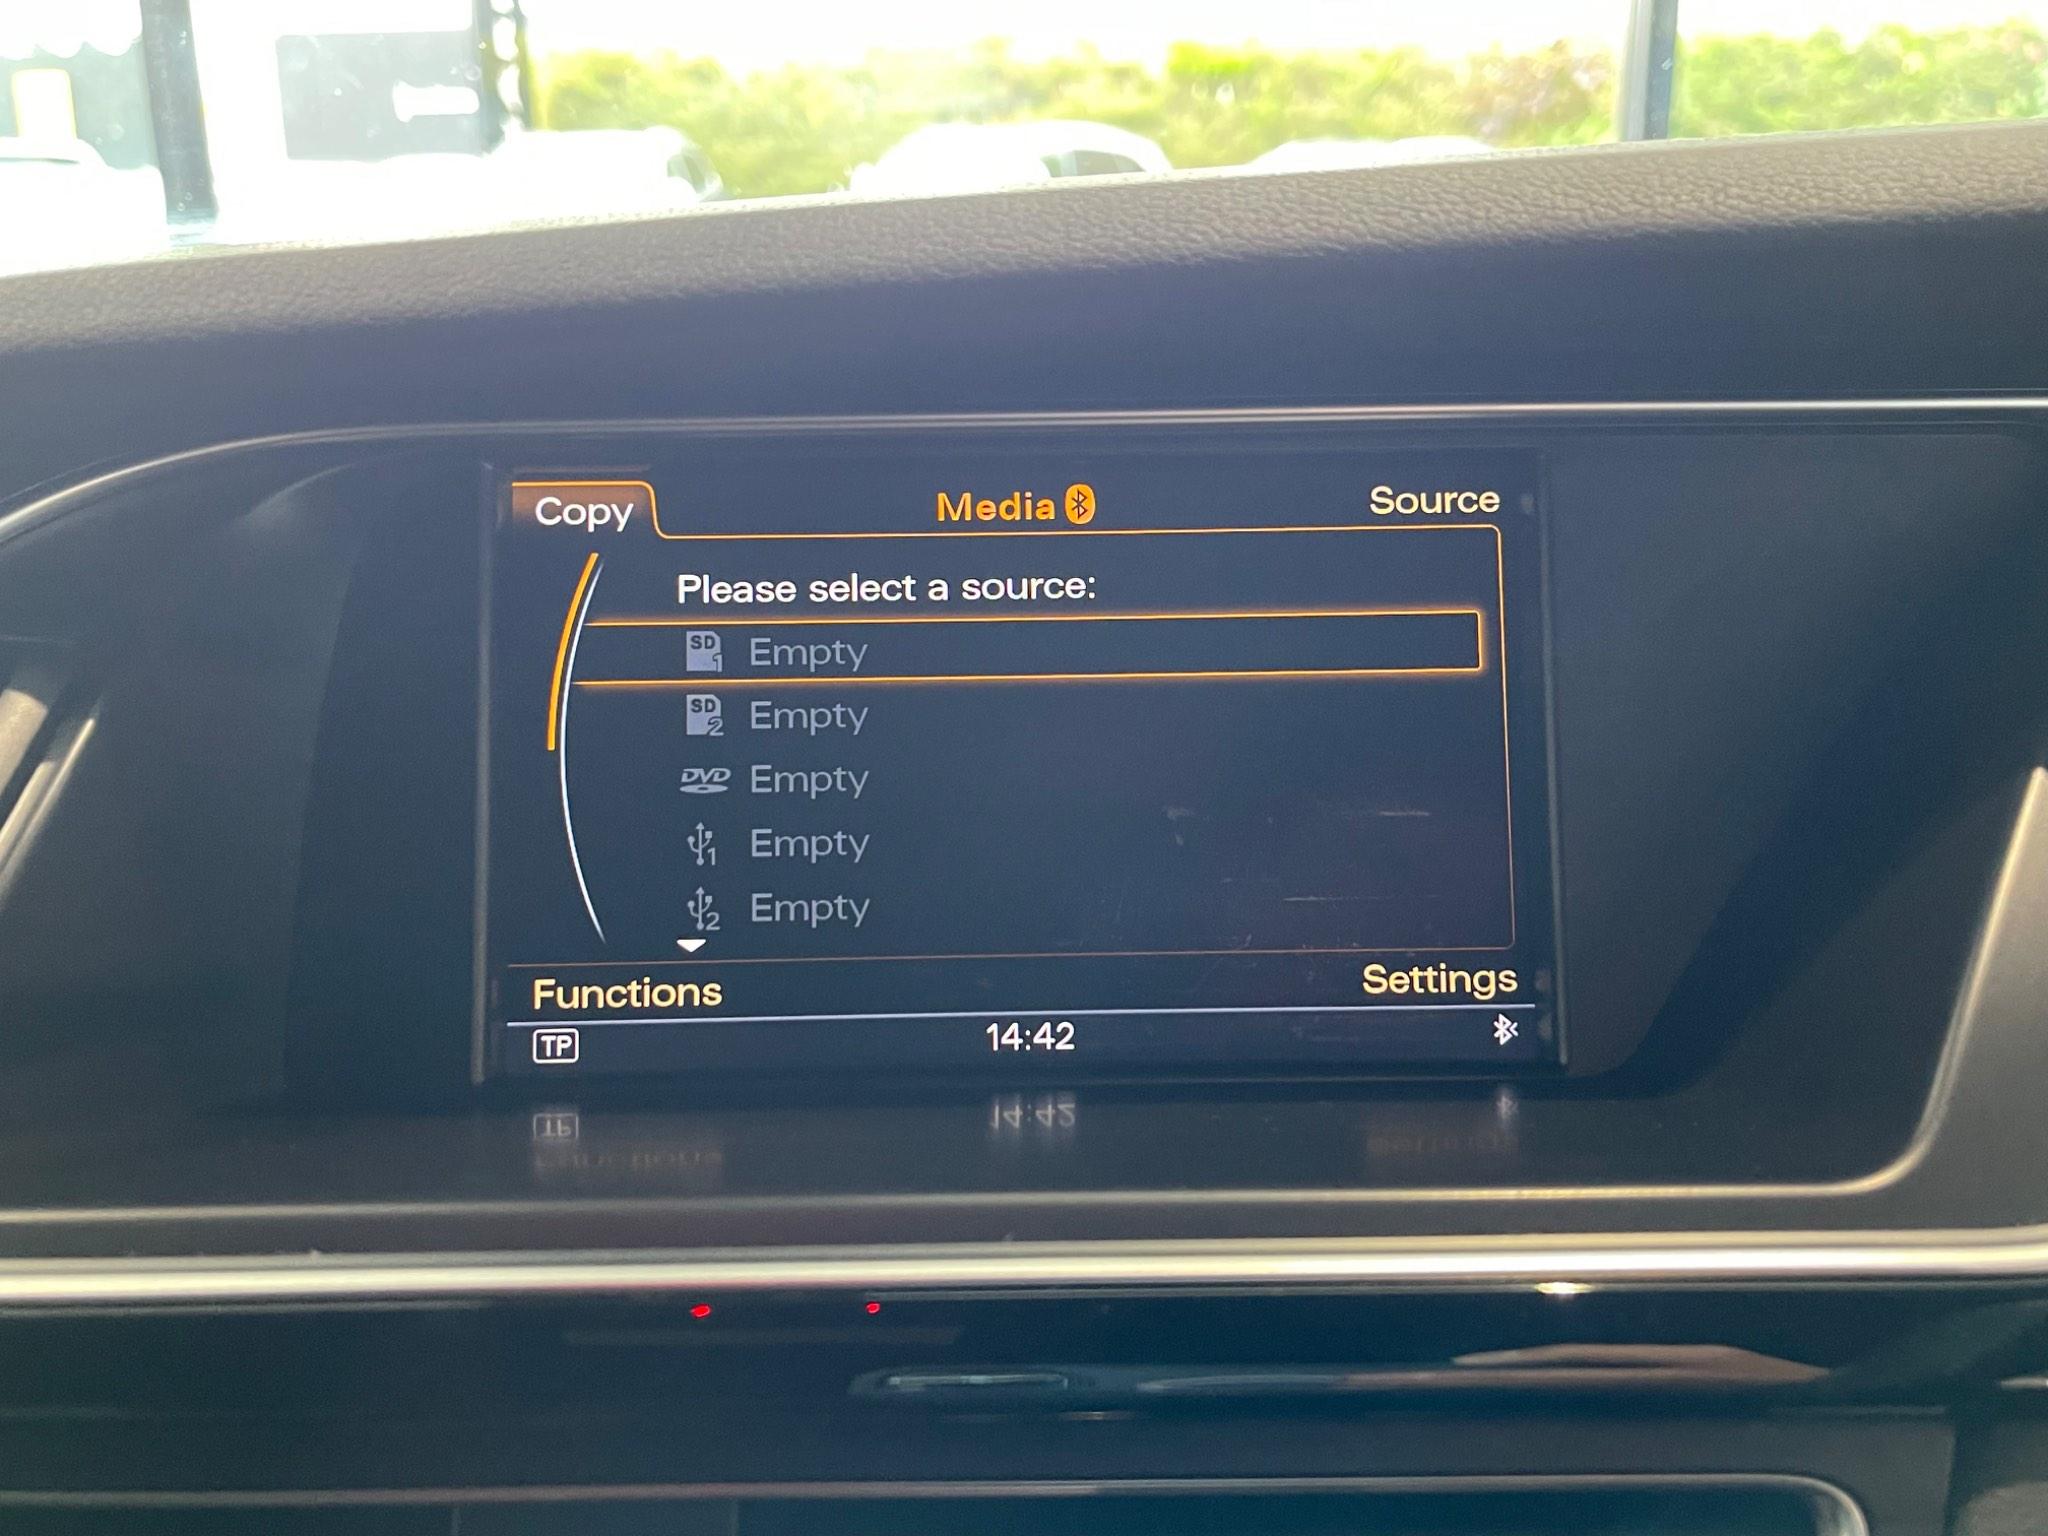 Copy Media Source
Please select a source:
SD 1 Empty
SD 2 Empty
DVD Empty
1 Empty
2 Empty
Functions Settings
TP 14:42